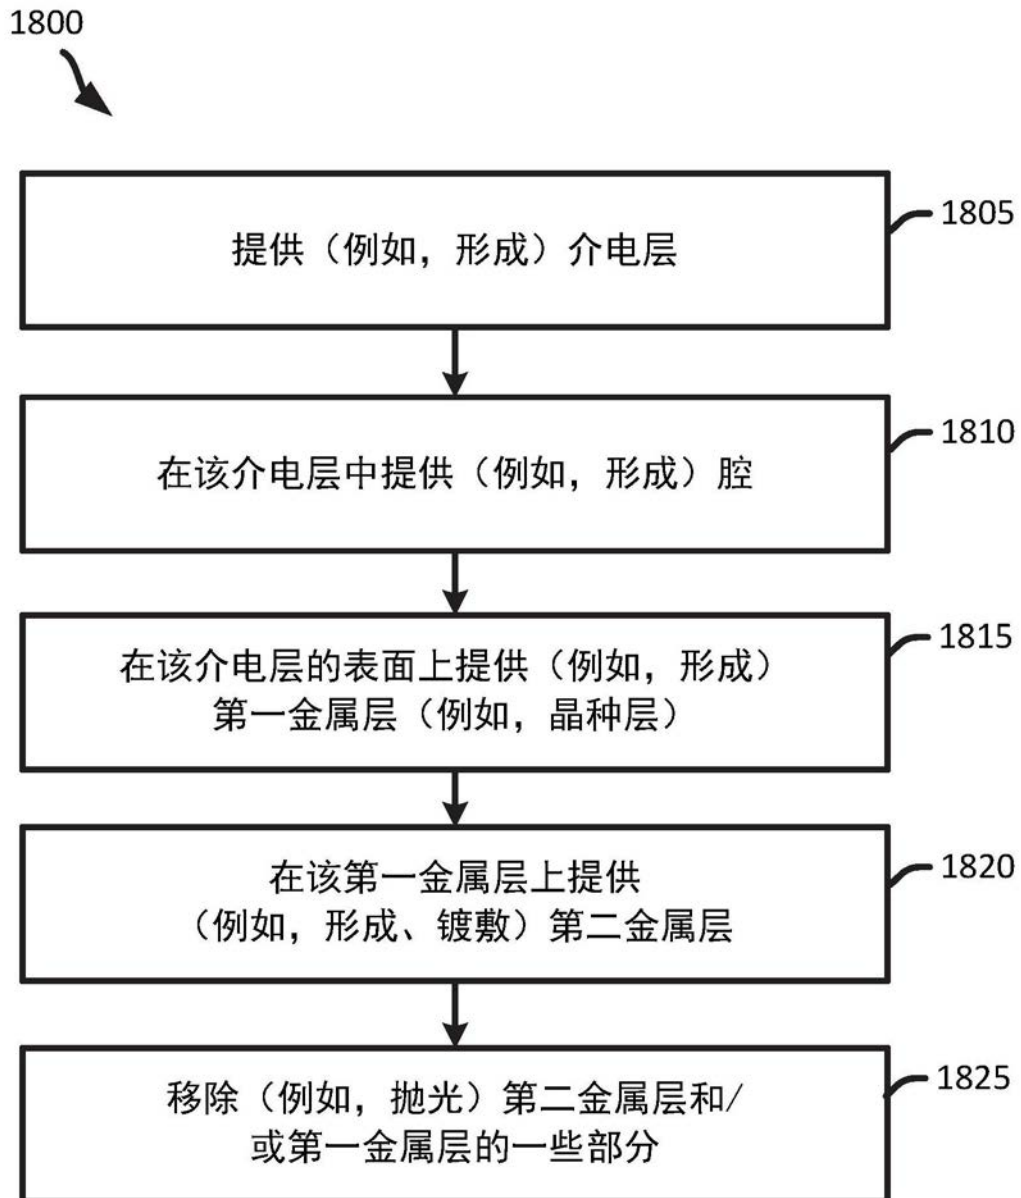 1800
提供（例如，形成）介电层
1805
在该介电层中提供（例如，形成）腔
1810
在该介电层的表面上提供（例如，形成）
第一金属层（例如，晶种层）
1815
在该第一金属层上提供
（例如，形成、镀敷）第二金属层
1820
移除（例如，抛光）第二金属层和/
或第一金属层的一些部分
1825